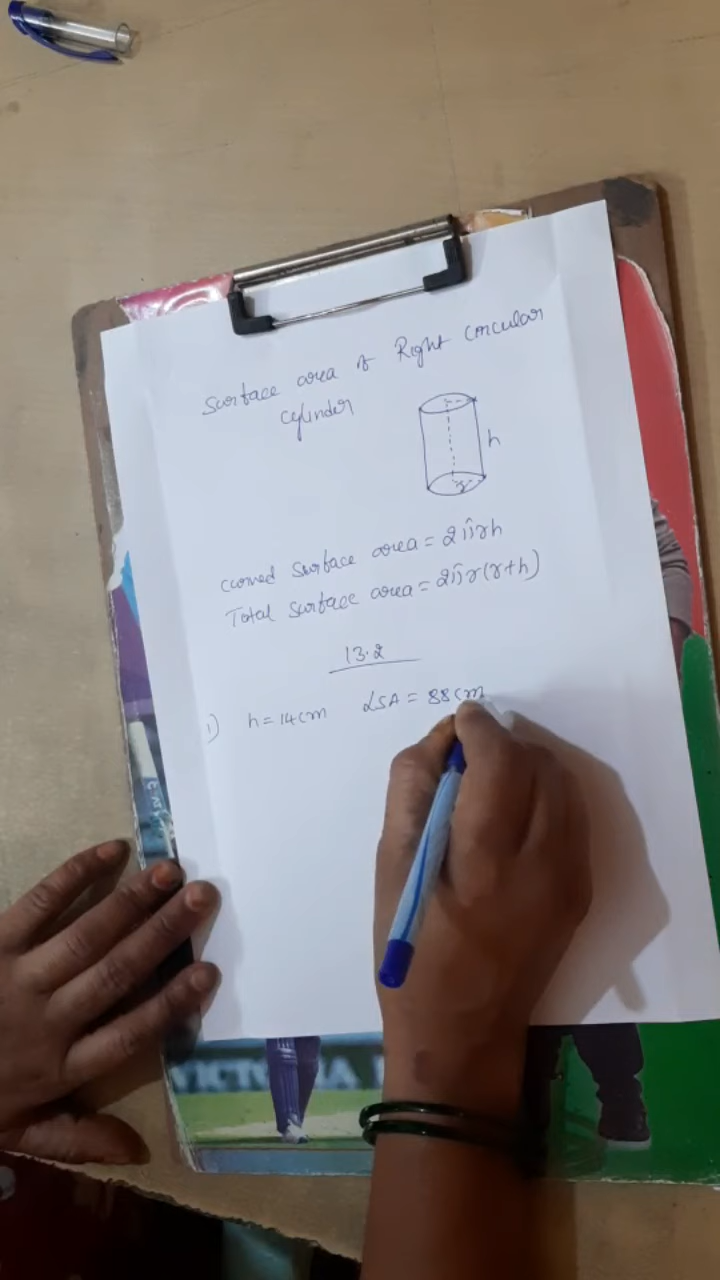 Surface area of Right circular
cylinder
h
r
curved surface area = 2πrh
Total surface area = 2πr(r+h)
13.2
1) h = 14cm LSA = 88cm
VICTORIA